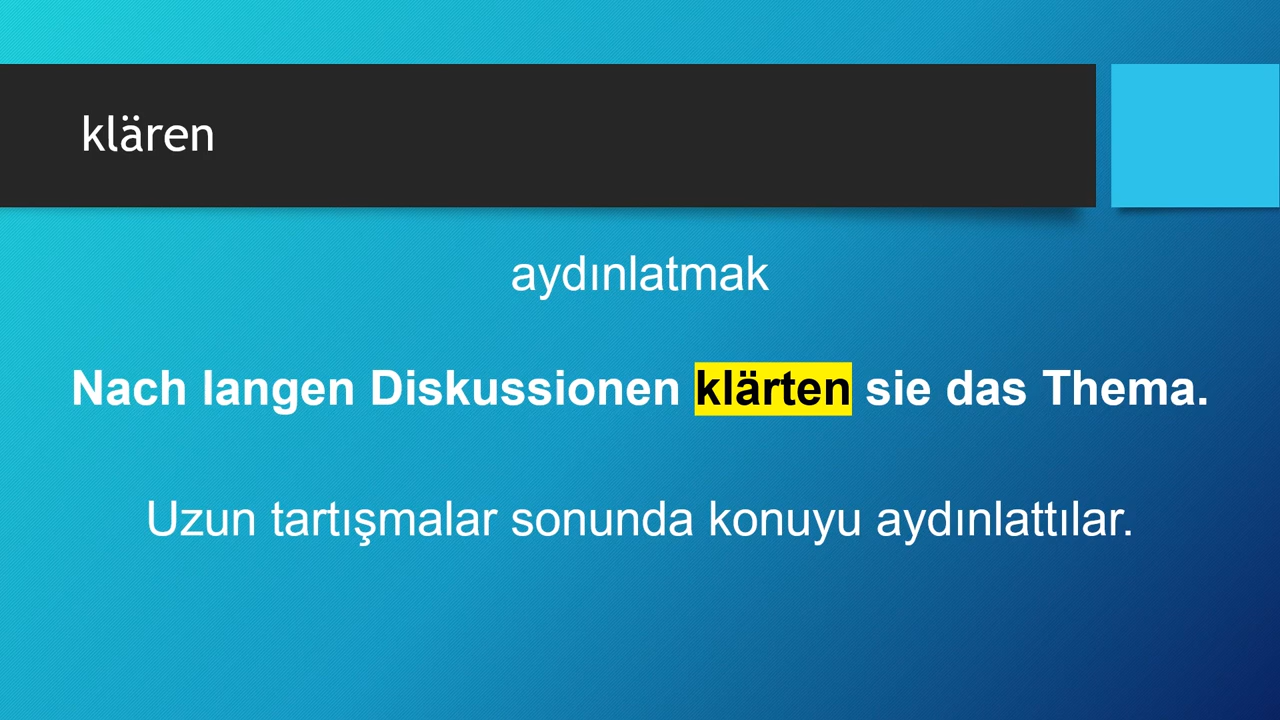 klären
aydınlatmak
Nach langen Diskussionen klärten sie das Thema.
Uzun tartışmalar sonunda konuyu aydınlattılar.